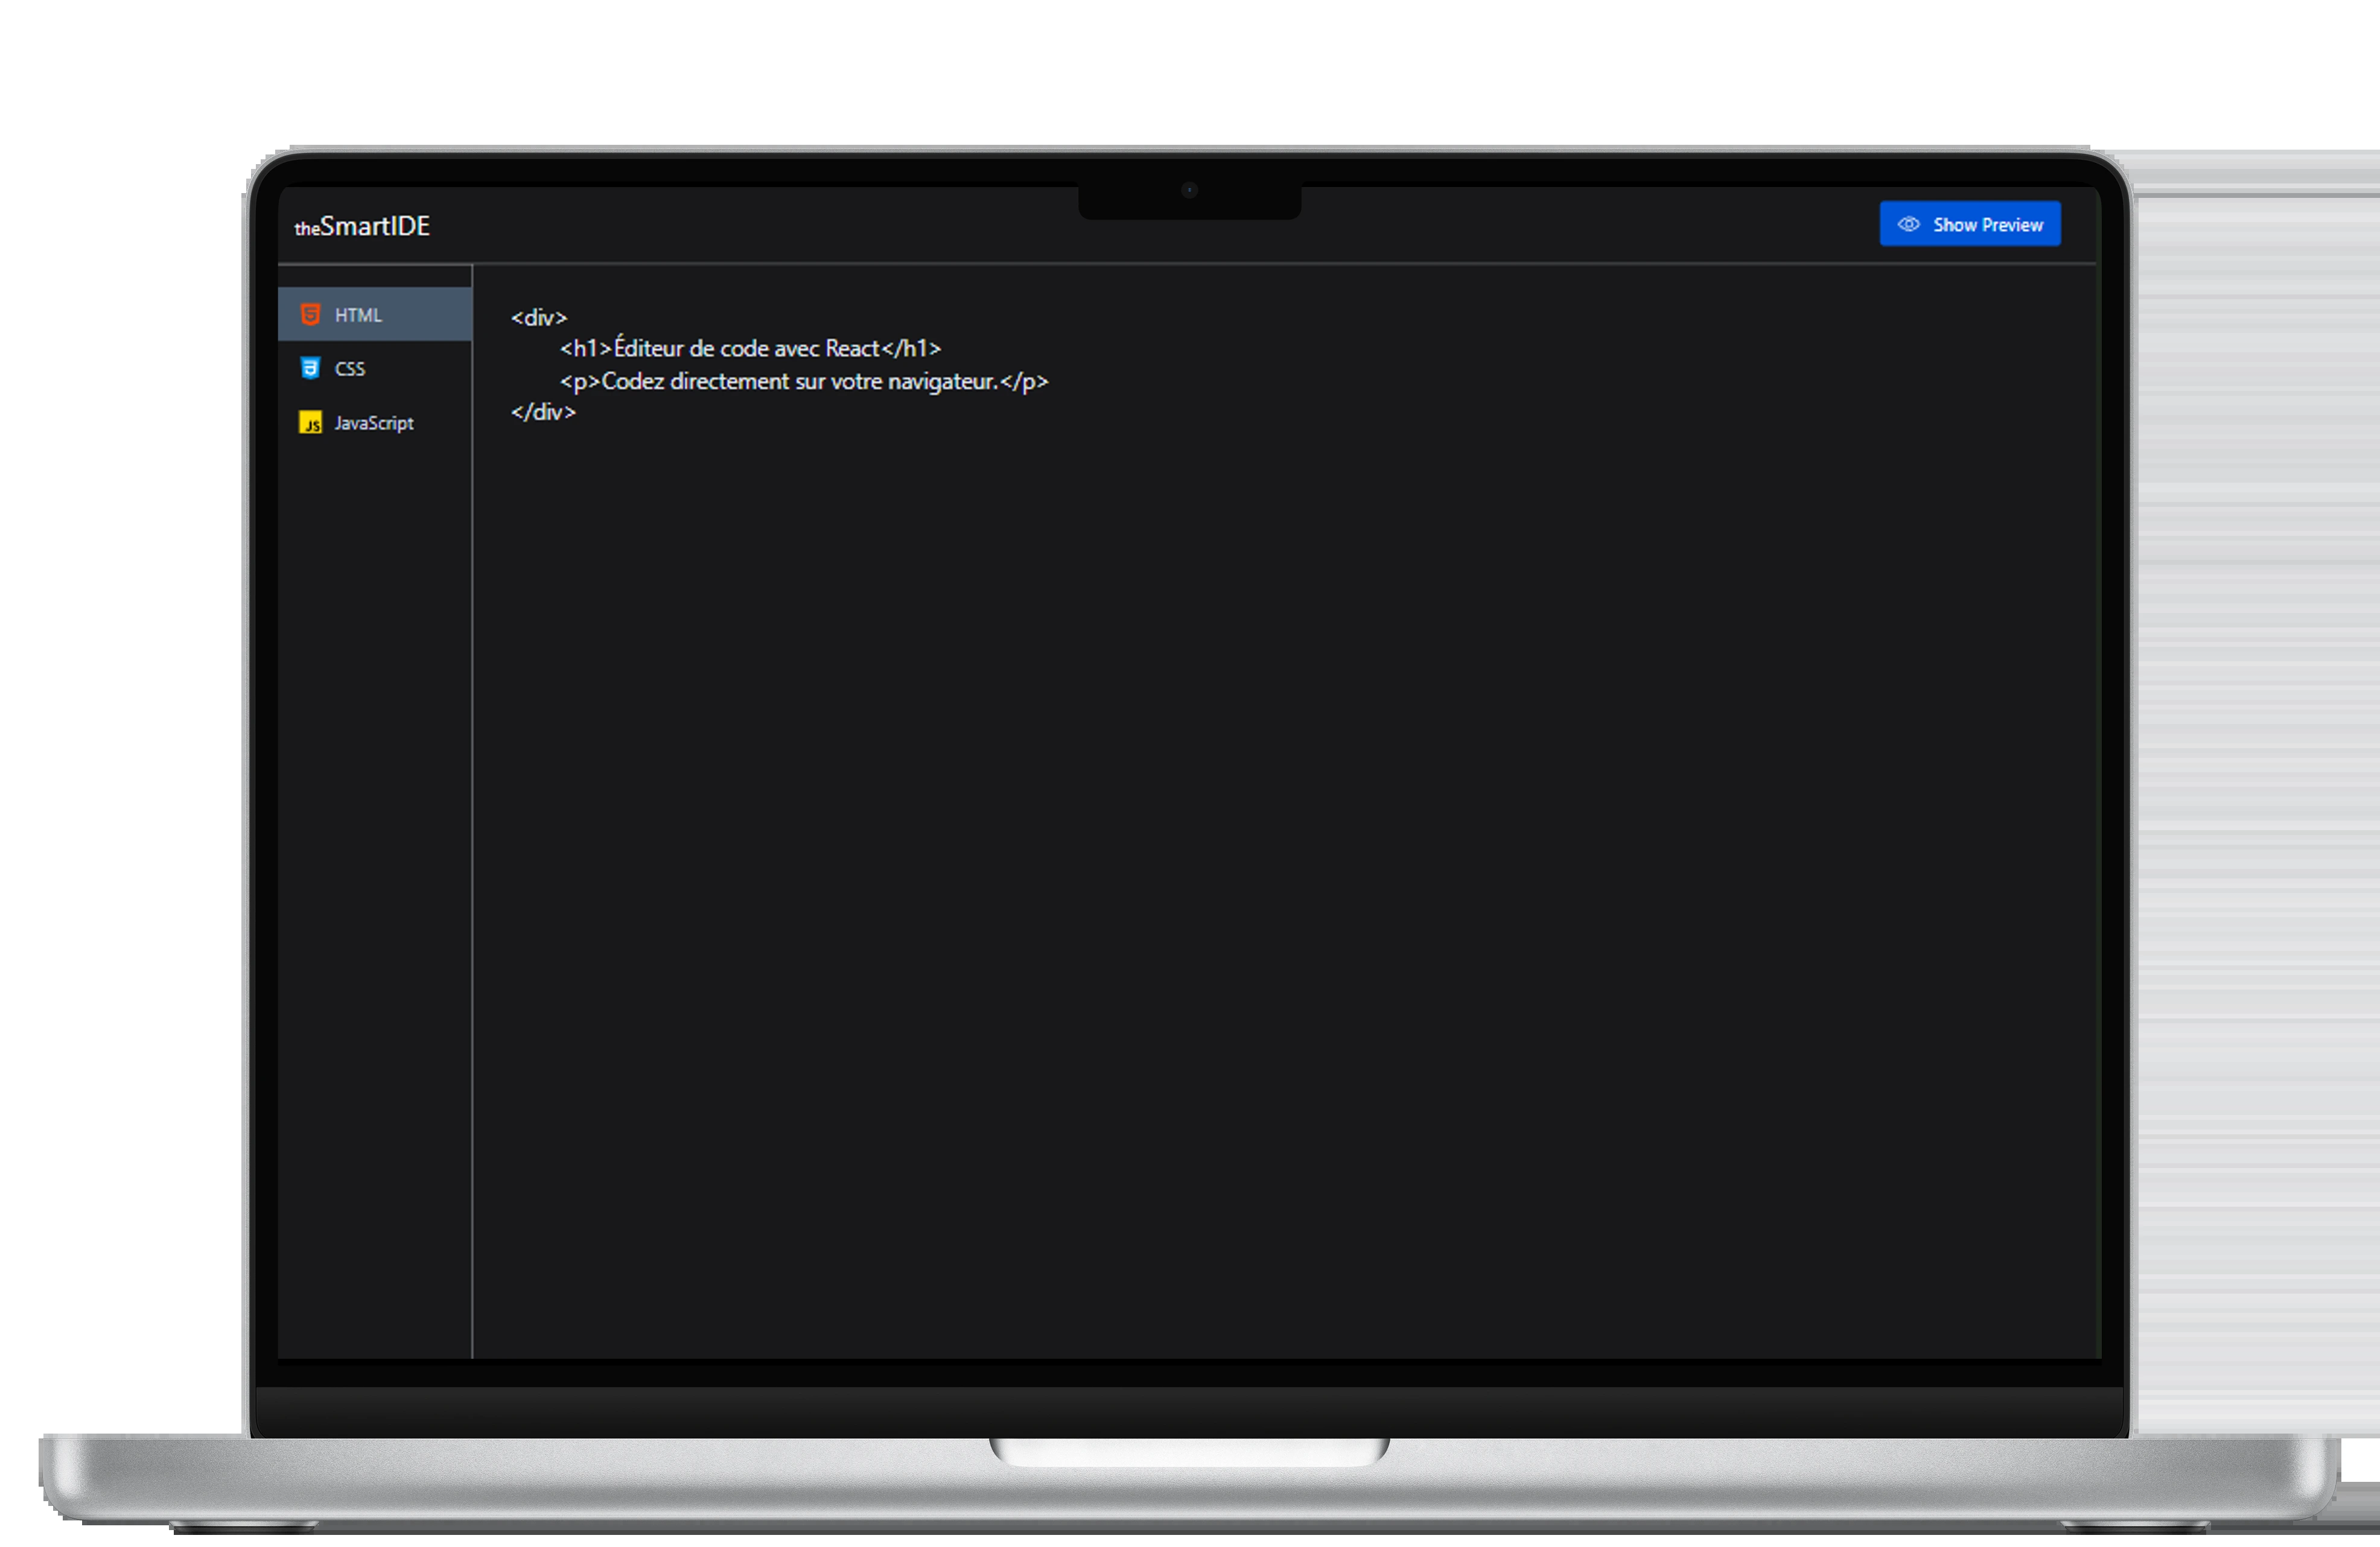 theSmartIDE
Show Preview
HTML
CSS
JS JavaScript
<div>
<h1>Éditeur de code avec React</h1>
<p>Codez directement sur votre navigateur.</p>
</div>